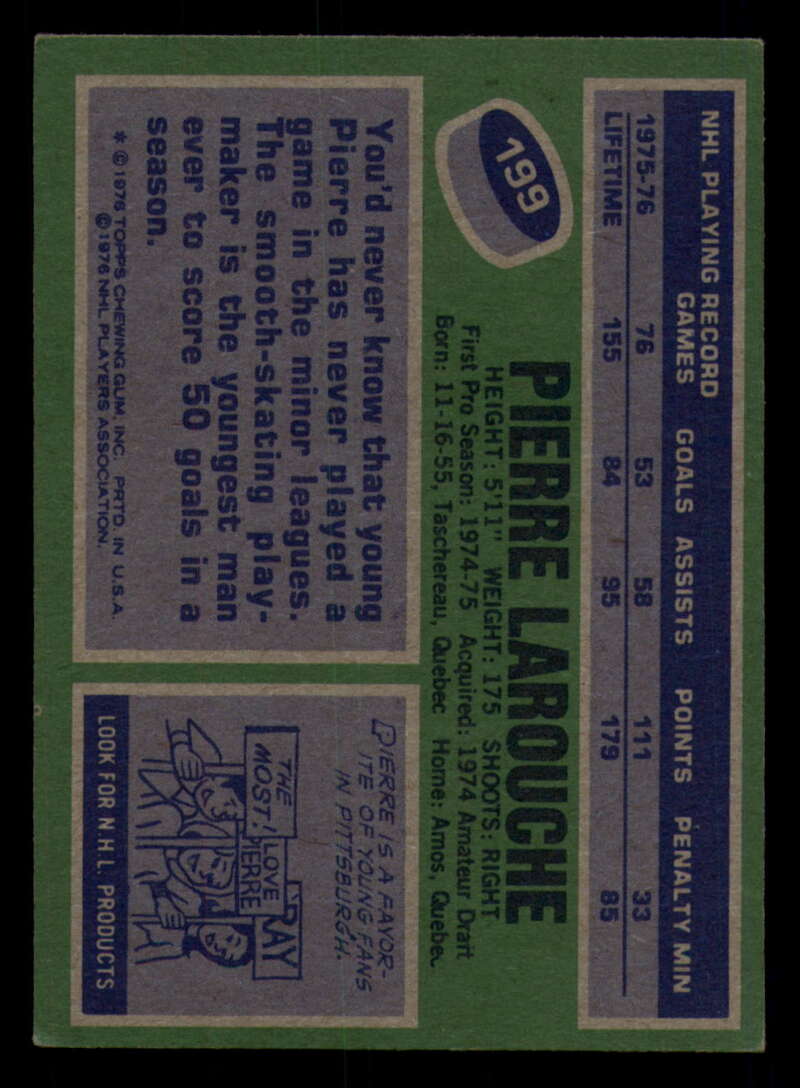 NHL PLAYING RECORD
GAMES GOALS ASSISTS POINTS PENALTY MIN
1975-76 76 53 58 111 33
LIFETIME 155 84 95 179 85
199
PIERRE LAROUCHE
HEIGHT: 5'11" WEIGHT: 175 SHOOTS: RIGHT
First Pro Season: 1974-75 Acquired: 1974 Amateur Draft
Born: 11-16-55, Taschereau, Quebec Home: Amos, Quebec
You'd never know that young
Pierre has never played a
game in the minor leagues.
The smooth-skating play-
maker is the youngest man
ever to score 50 goals in a
season.
* © 1976 TOPPS CHEWING GUM, INC. PRTD. IN U.S.A.
© 1976 NHL PLAYERS ASSOCIATION.
PIERRE IS A FAVOR-
ITE OF YOUNG FANS
IN PITTSBURGH.
THE
MOST!
I LOVE
PIERRE
RAY
LOOK FOR N.H.L. PRODUCTS